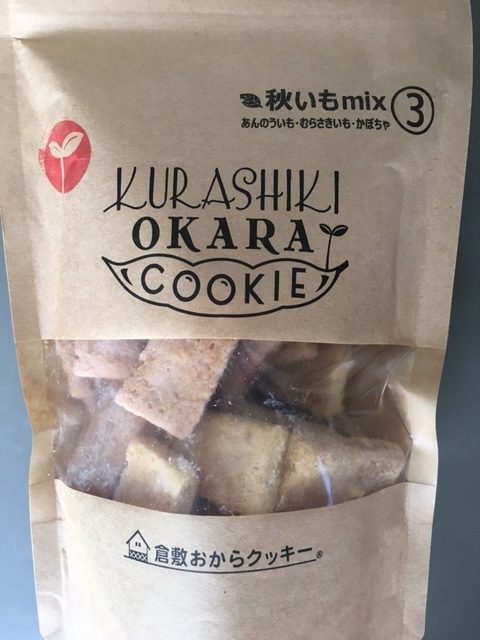 秋いもmix ③
あんのういも・むらさきいも・かぼちゃ
KURASHIKI
OKARA
COOKIE
倉敷おからクッキー®